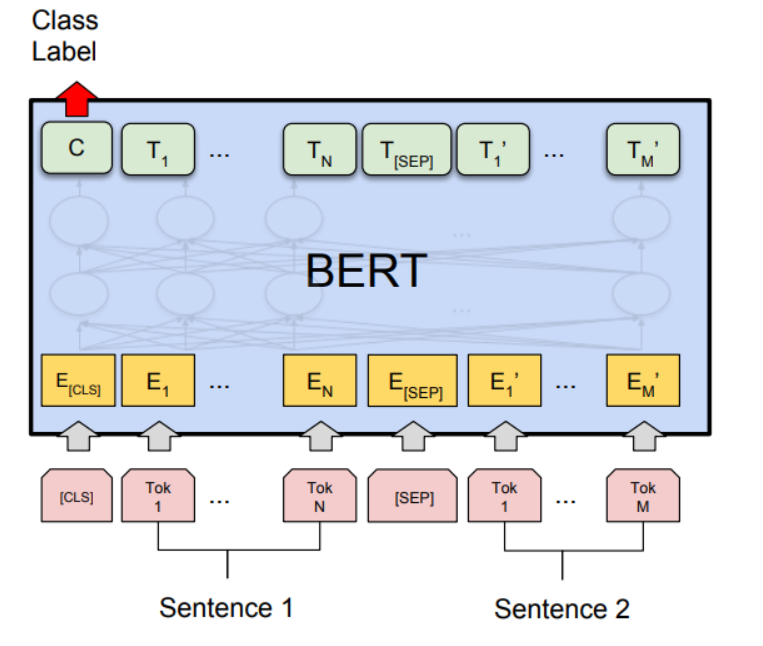 Class
Label
C T1 ... TN T[SEP] T1’ ... TM’
...
BERT
...
E[CLS] E1 ... EN E[SEP] E1’ ... EM’
[CLS] Tok 1 ... Tok N [SEP] Tok 1 ... Tok M
Sentence 1 Sentence 2